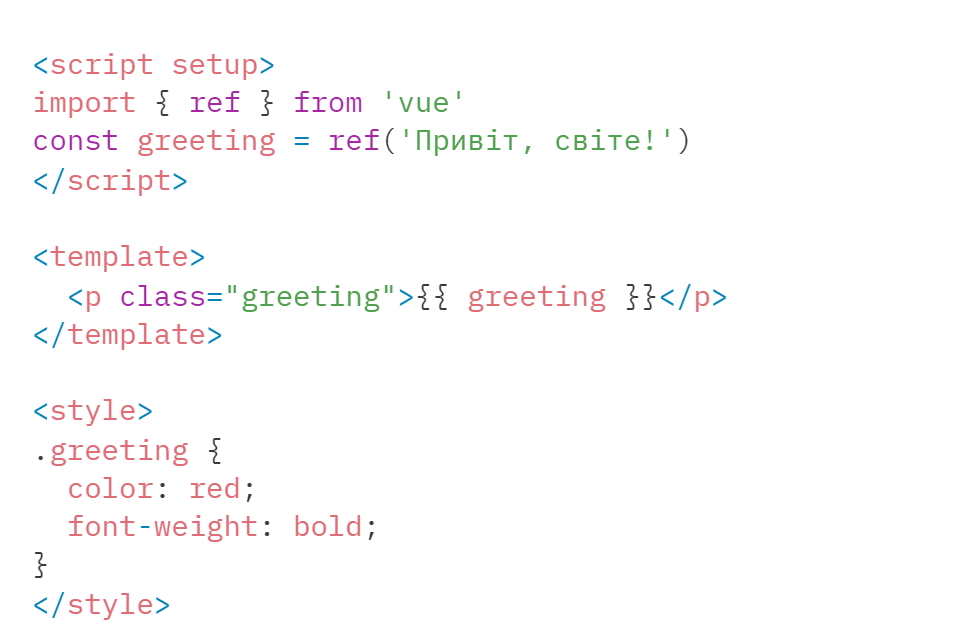 <script setup>
import { ref } from 'vue'
const greeting = ref('Привіт, світе!')
</script>

<template>
  <p class="greeting">{{ greeting }}</p>
</template>

<style>
.greeting {
  color: red;
  font-weight: bold;
}
</style>